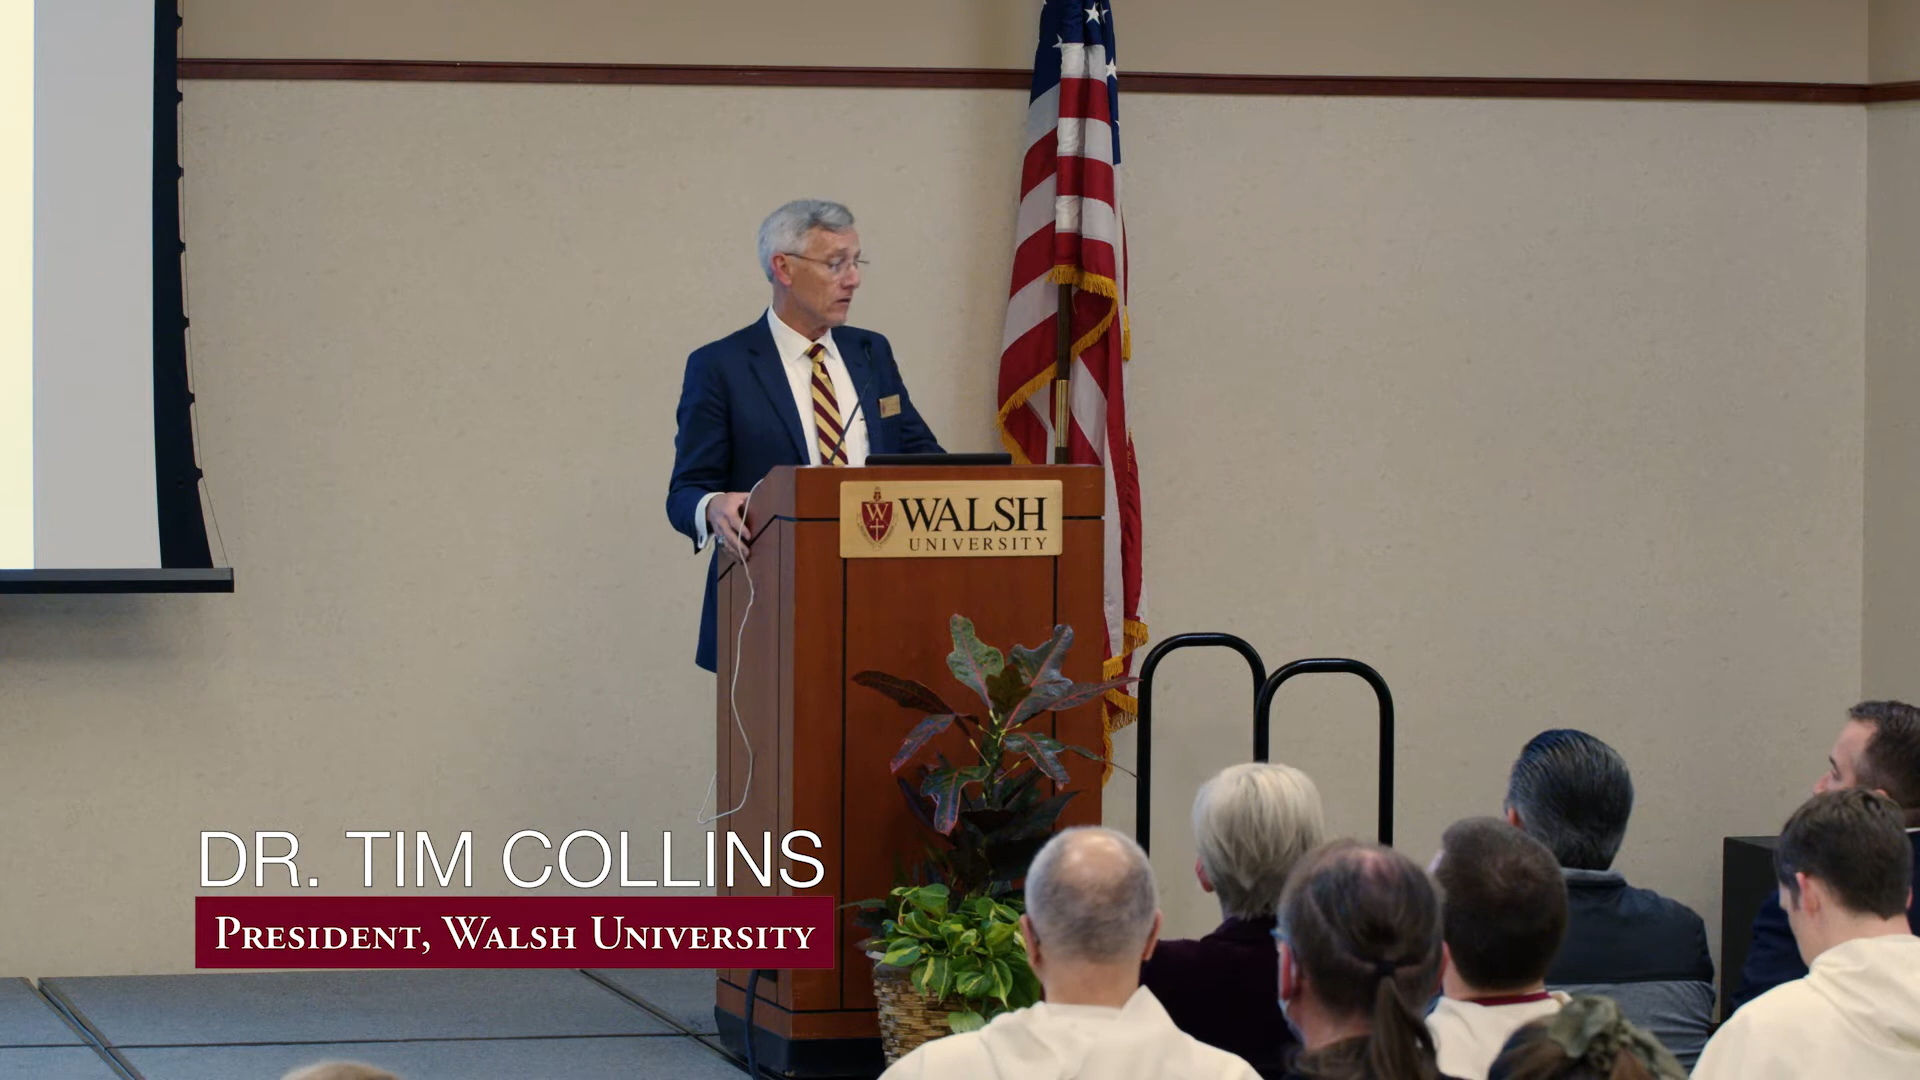 W
WALSH
UNIVERSITY
DR. TIM COLLINS
PRESIDENT, WALSH UNIVERSITY